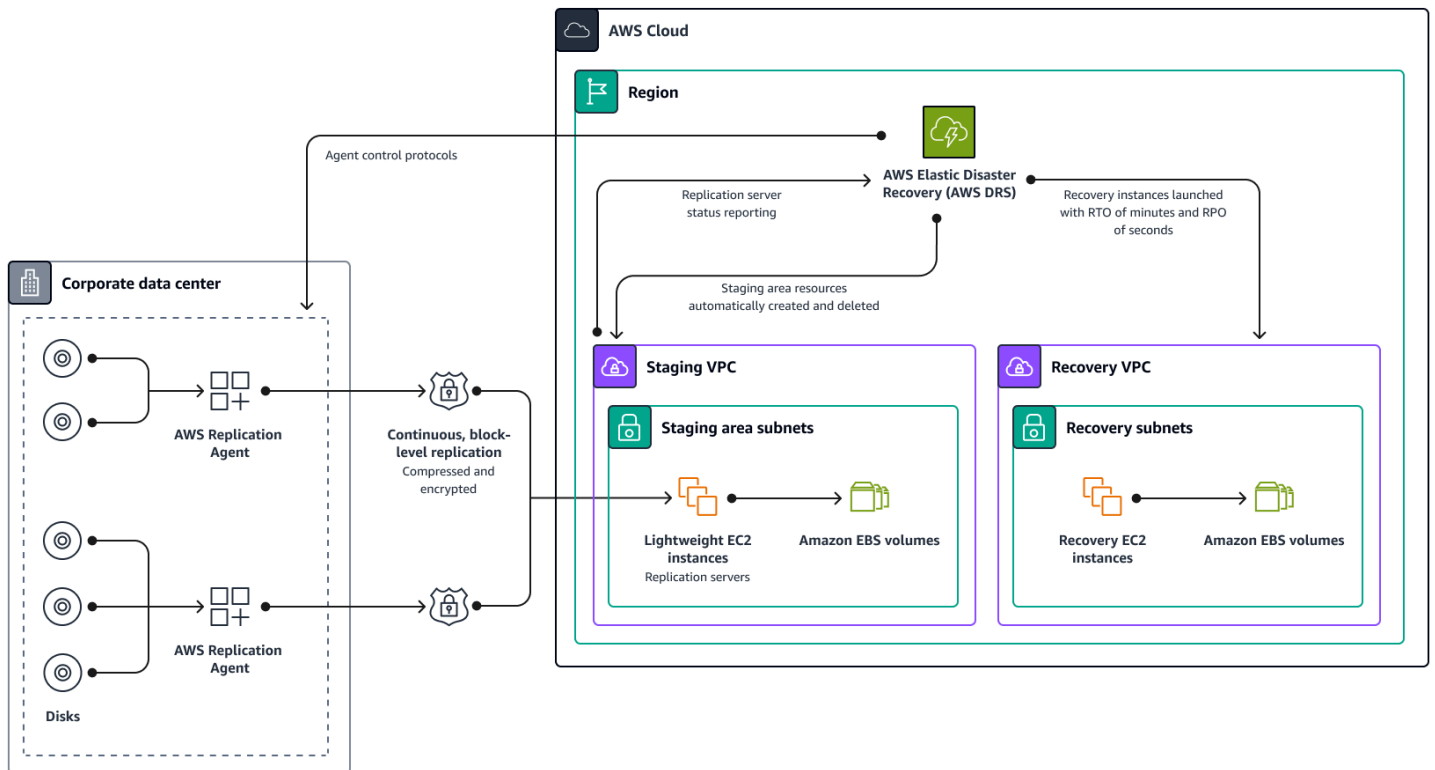 AWS Cloud
Region
Agent control protocols
AWS Elastic Disaster
Recovery (AWS DRS)
Replication server
status reporting
Recovery instances launched
with RTO of minutes and RPO
of seconds
Staging area resources
automatically created and deleted
Corporate data center
AWS Replication
Agent
Continuous, block-
level replication
Compressed and
encrypted
AWS Replication
Agent
Disks
Staging VPC
Staging area subnets
Lightweight EC2
instances
Replication servers
Amazon EBS volumes
Recovery VPC
Recovery subnets
Recovery EC2
instances
Amazon EBS volumes